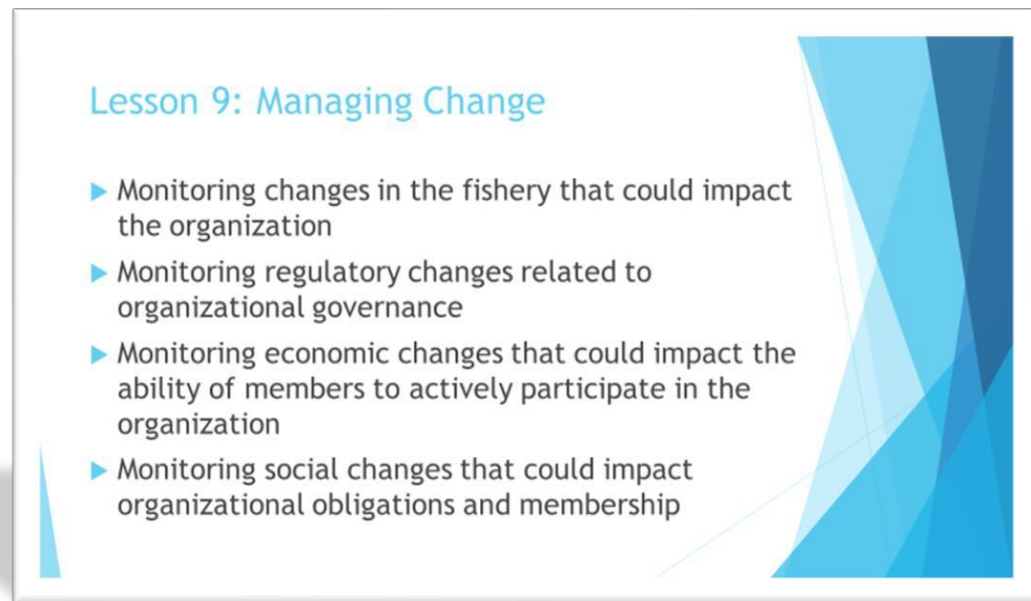 Lesson 9: Managing Change
Monitoring changes in the fishery that could impact
the organization
Monitoring regulatory changes related to
organizational governance
Monitoring economic changes that could impact the
ability of members to actively participate in the
organization
Monitoring social changes that could impact
organizational obligations and membership